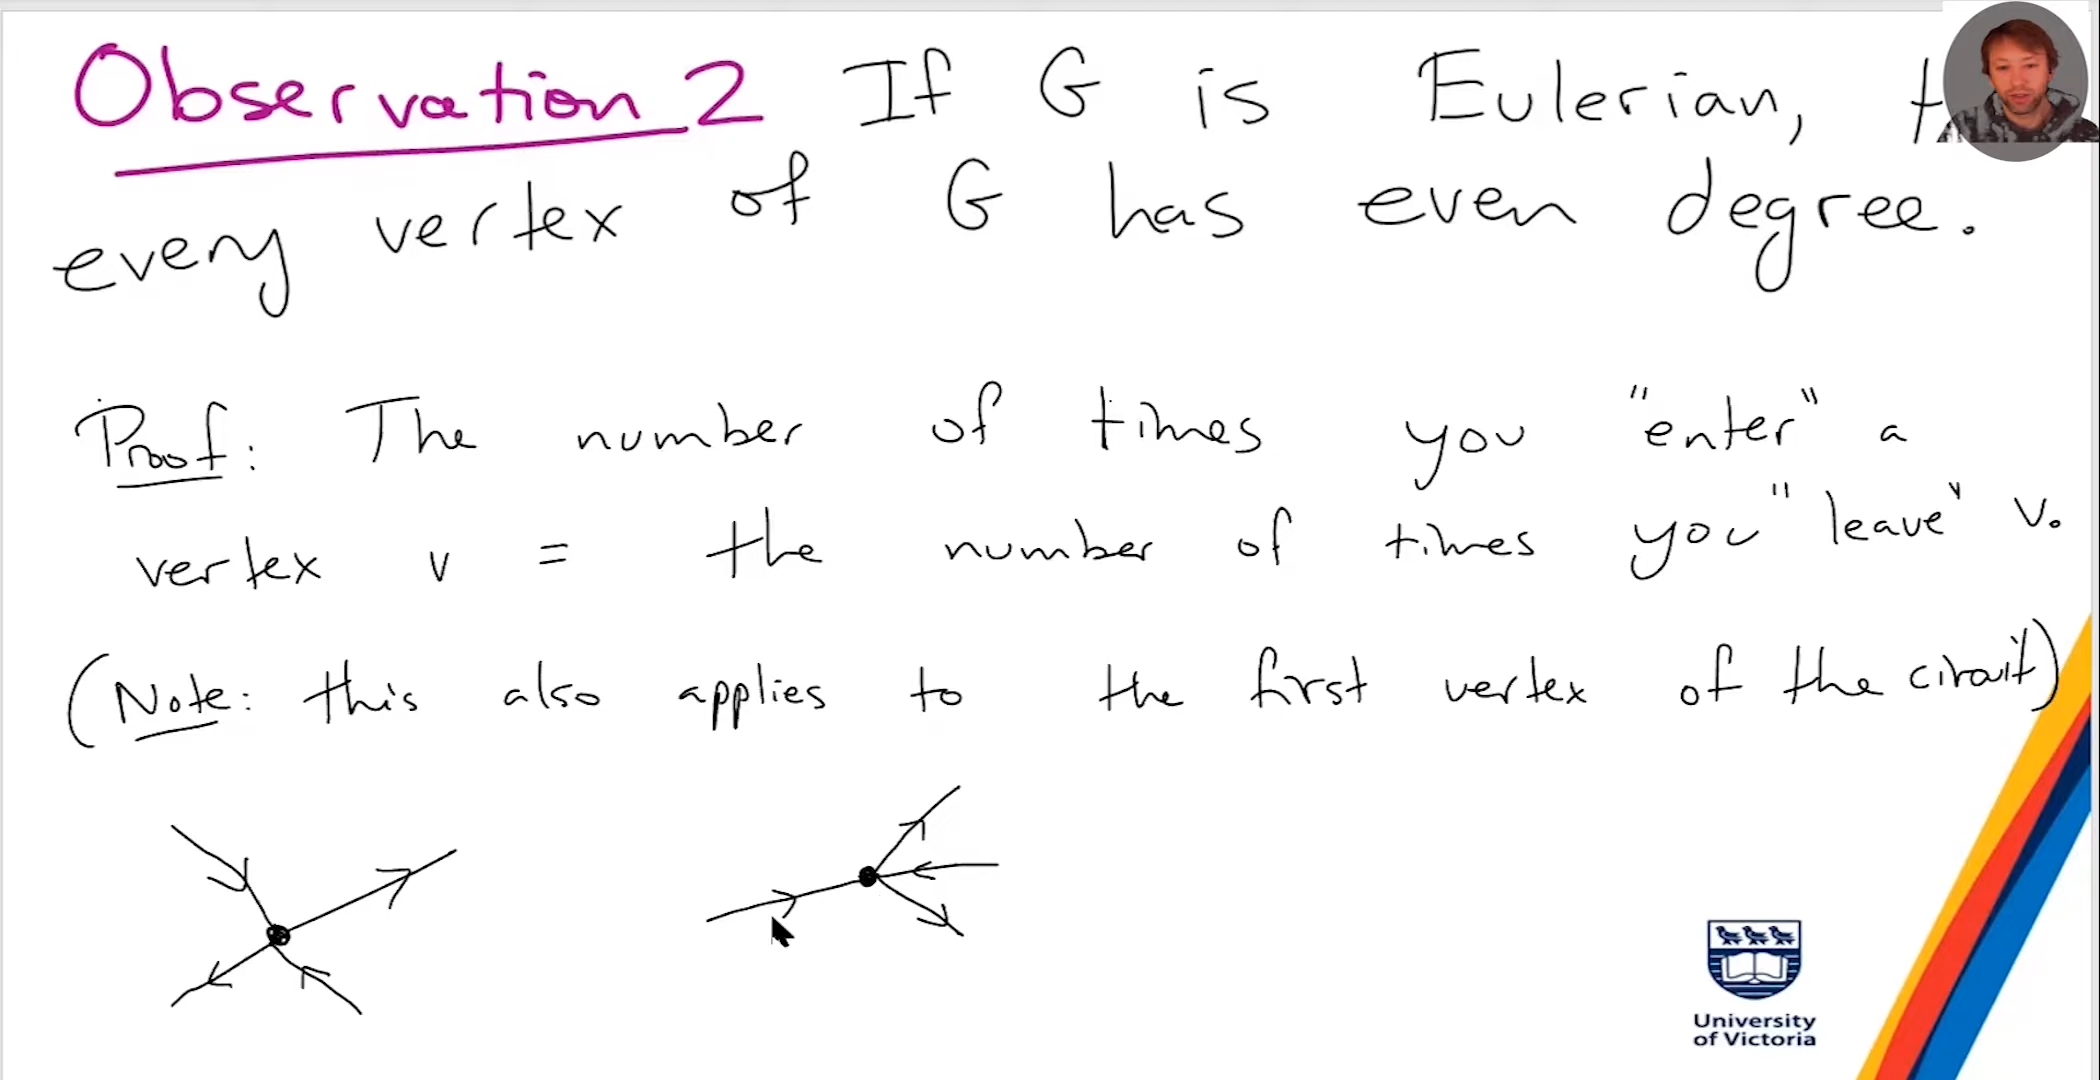 Observation 2 If G is Eulerian,
every vertex of G has even degree.
Proof: The number of times you "enter" a
vertex v = the number of times you "leave" v.
(Note: this also applies to the first vertex of the circuit)
University
of Victoria